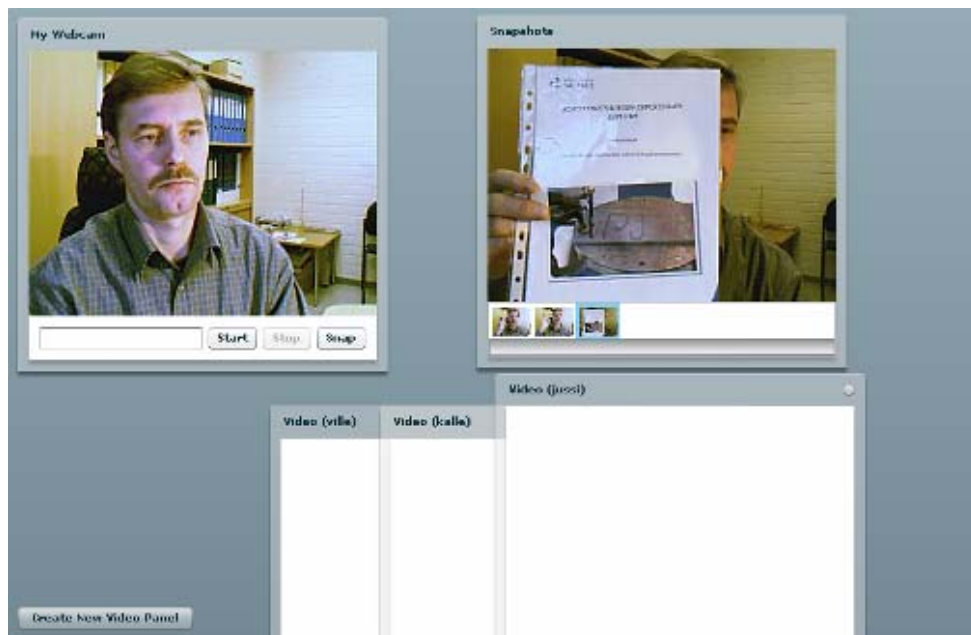 My Webcam
Snapshots
Start Stop Snap
Video (jussi)
Video (ville) Video (kalle)
Create New Video Panel